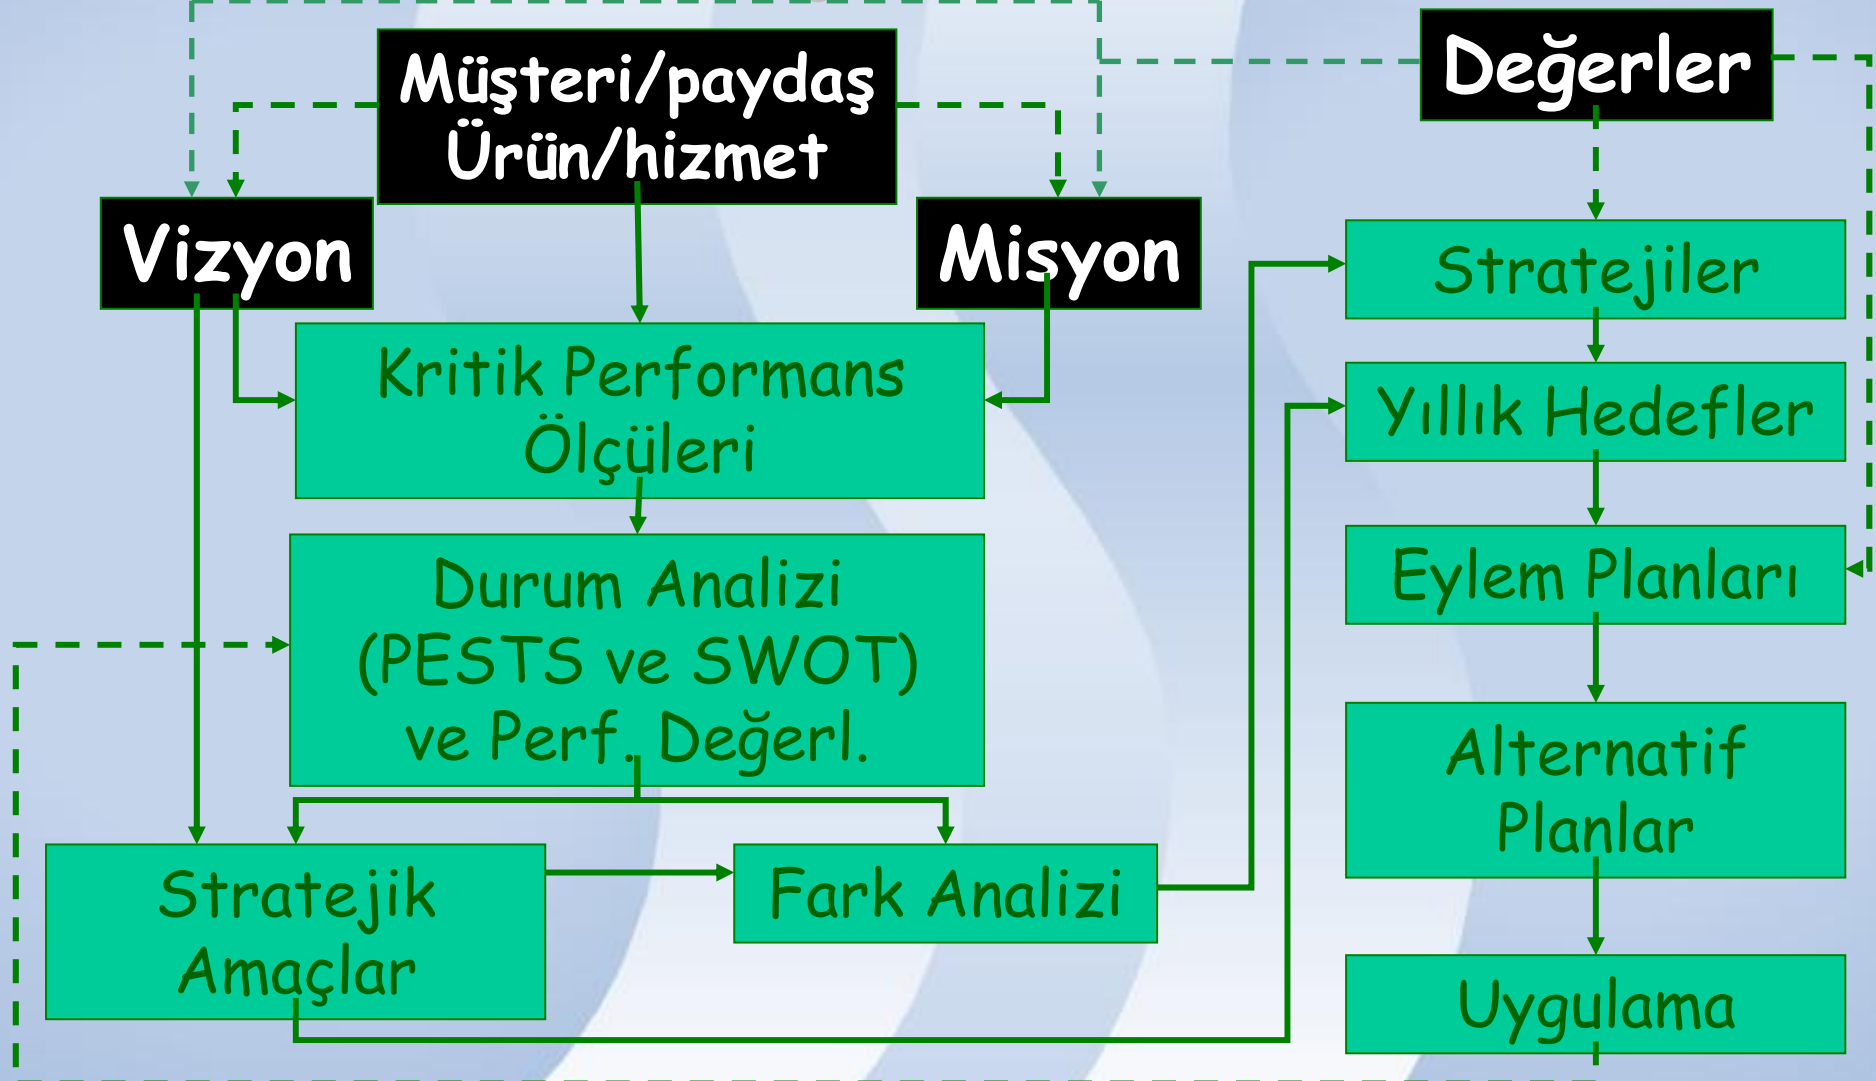 Müşteri/paydaş
Ürün/hizmet
Değerler
Vizyon
Misyon
Stratejiler
Kritik Performans
Ölçüleri
Yıllık Hedefler
Durum Analizi
(PESTS ve SWOT)
ve Perf. Değerl.
Eylem Planları
Alternatif
Planlar
Stratejik
Amaçlar
Fark Analizi
Uygulama